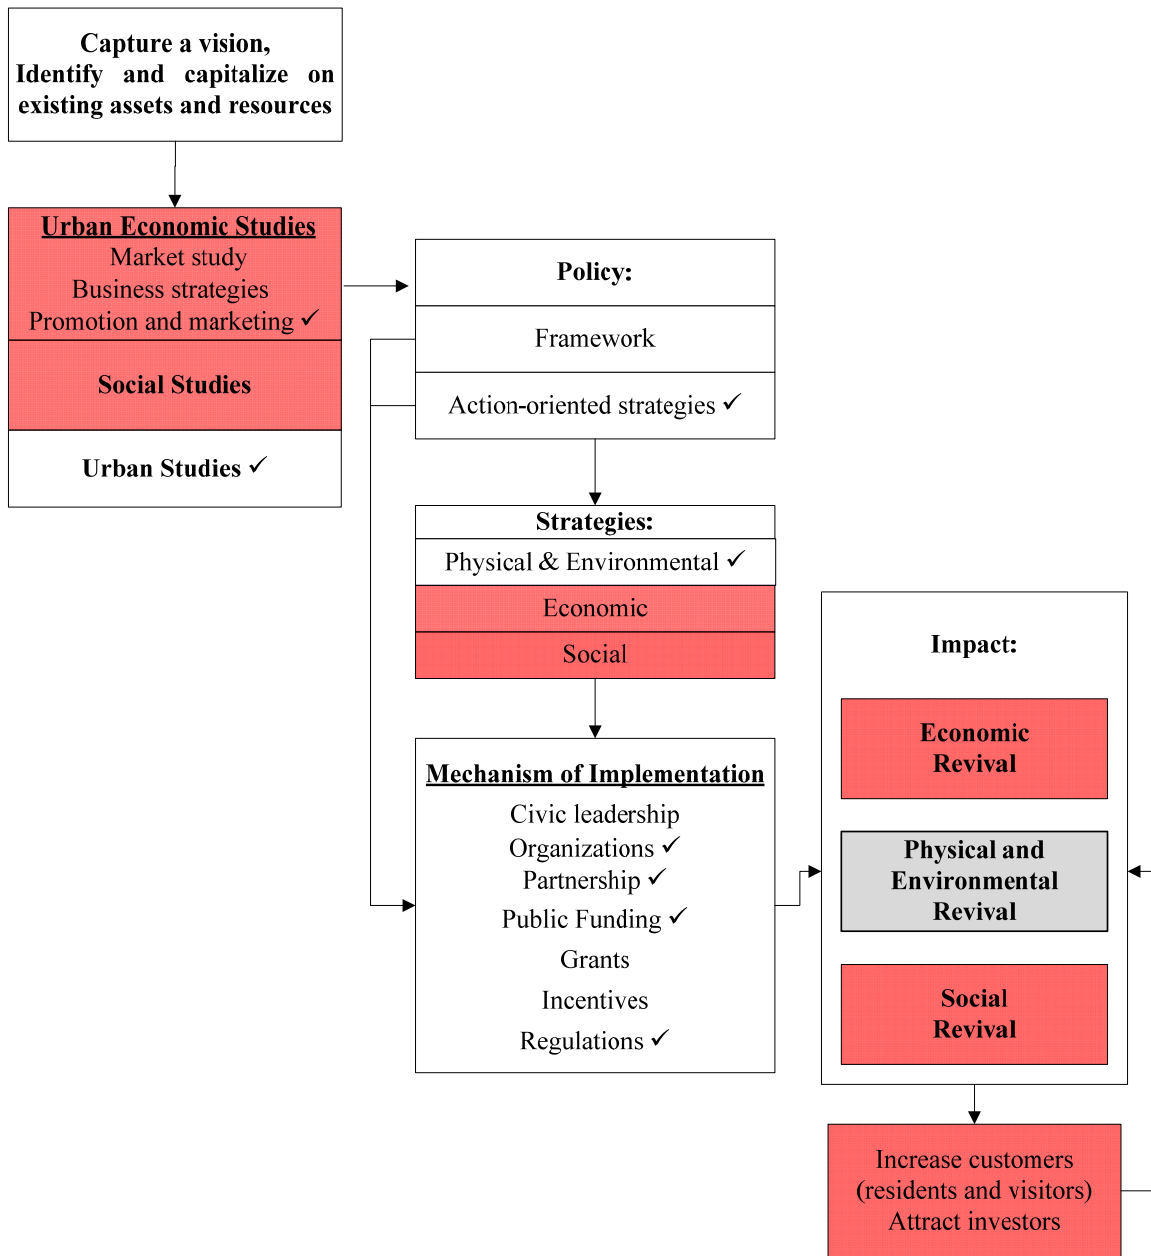 Capture a vision,
Identify and capitalize on
existing assets and resources
Urban Economic Studies
Market study
Business strategies
Promotion and marketing ✓
Social Studies
Urban Studies ✓
Policy:
Framework
Action-oriented strategies ✓
Strategies:
Physical & Environmental ✓
Economic
Social
Mechanism of Implementation
Civic leadership
Organizations ✓
Partnership ✓
Public Funding ✓
Grants
Incentives
Regulations ✓
Impact:
Economic
Revival
Physical and
Environmental
Revival
Social
Revival
Increase customers
(residents and visitors)
Attract investors